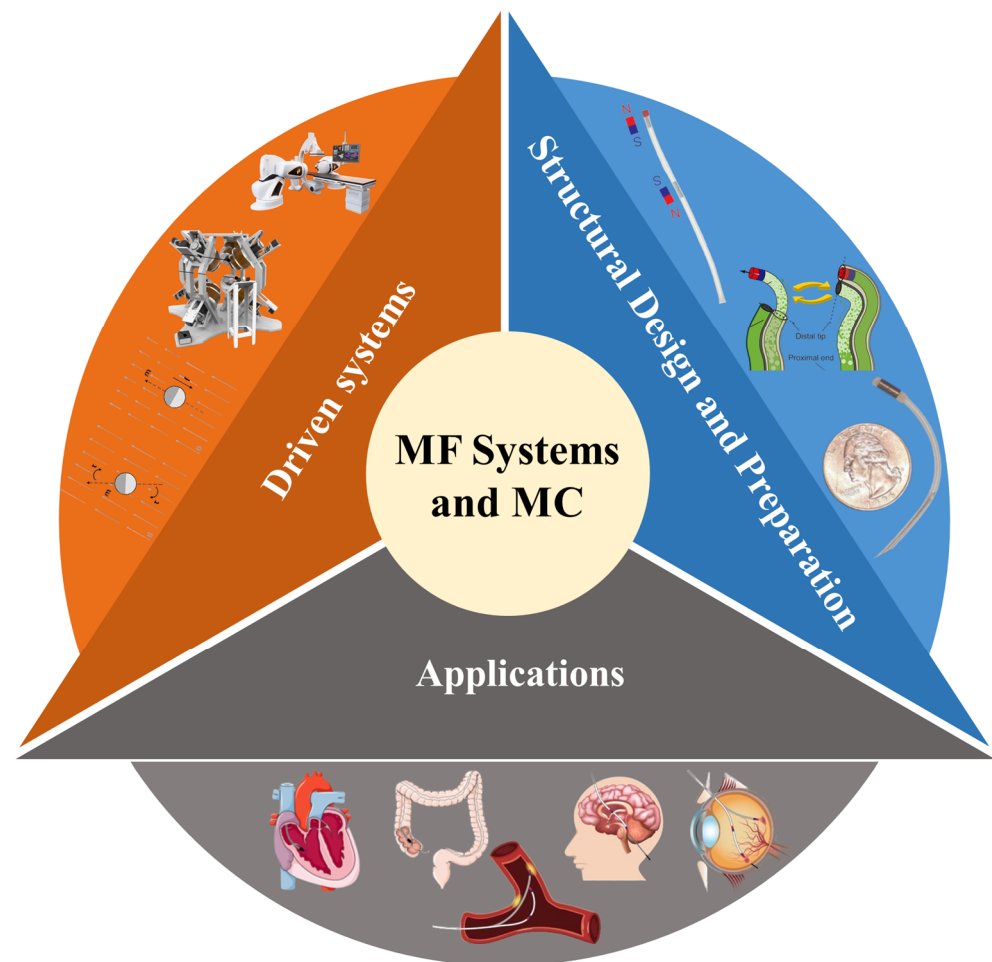 MF Systems
and MC
Driven systems
Structural Design and Preparation
Applications
N
S
S
N
Distal tip
Proximal end